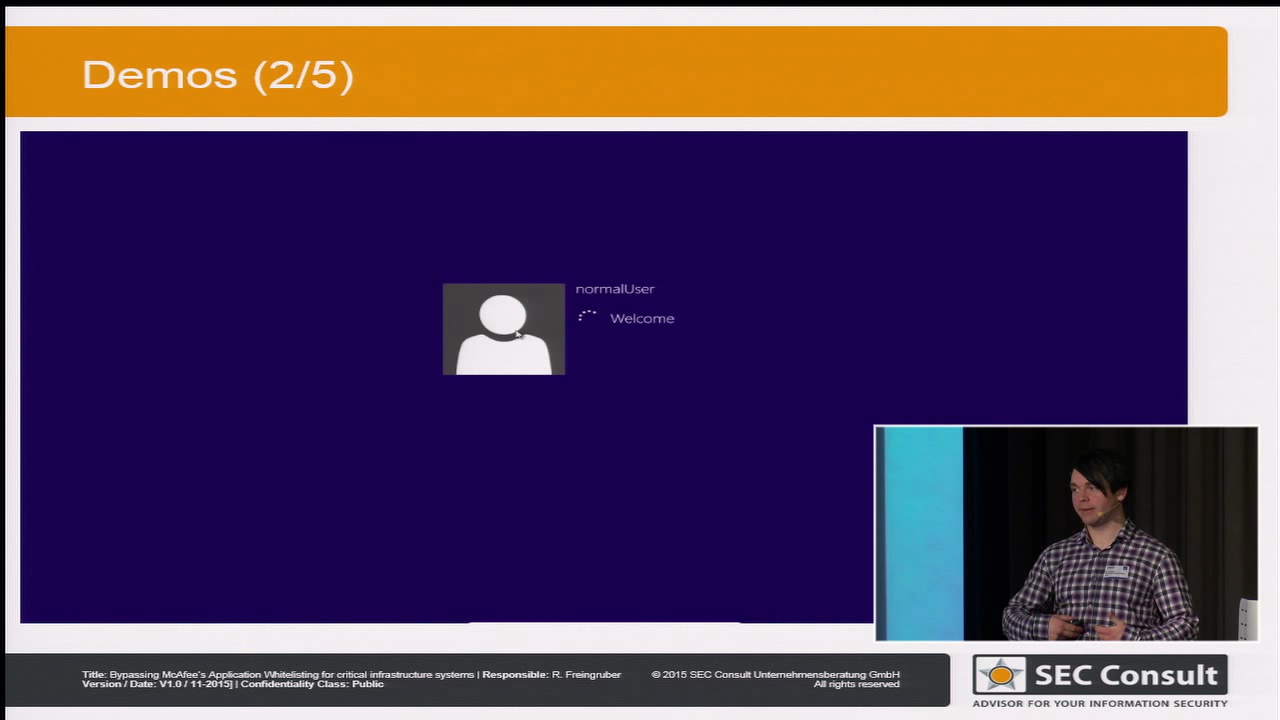 Demos (2/5)
normalUser
Welcome
Title: Bypassing McAfee's Application Whitelisting for critical infrastructure systems | Responsible: R. Freingruber
Version / Date: V1.0 / 11-2015] | Confidentiality Class: Public
© 2015 SEC Consult Unternehmensberatung GmbH
All rights reserved
SEC Consult
ADVISOR FOR YOUR INFORMATION SECURITY